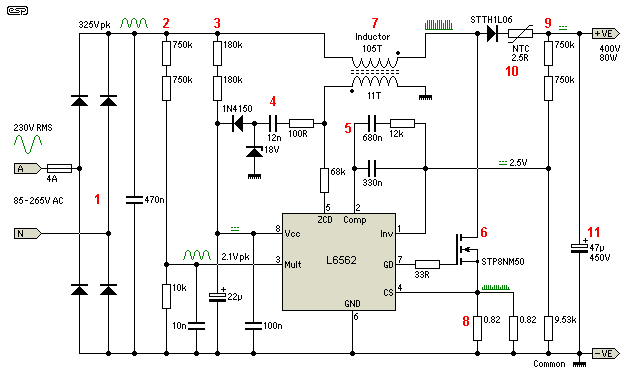 esp
325V pk
2
3
7
Inductor
105T
STTH1L06
9
+VE
400V
80W
NTC
2.5R
10
750k
180k
750k
750k
180k
750k
11T
1N4150
4
12n
100R
18V
5
680n
12k
330n
2.5V
230V RMS
A
4A
85-265V AC
N
1
470n
68k
5
ZCD
2
Comp
8
Vcc
Inv
1
2.1V pk
3
Mult
L6562
GD
7
33R
6
STP8NM50
CS
4
GND
6
11
47µ
450V
10k
10n
22µ
100n
8
0.82
0.82
9.53k
Common
-VE